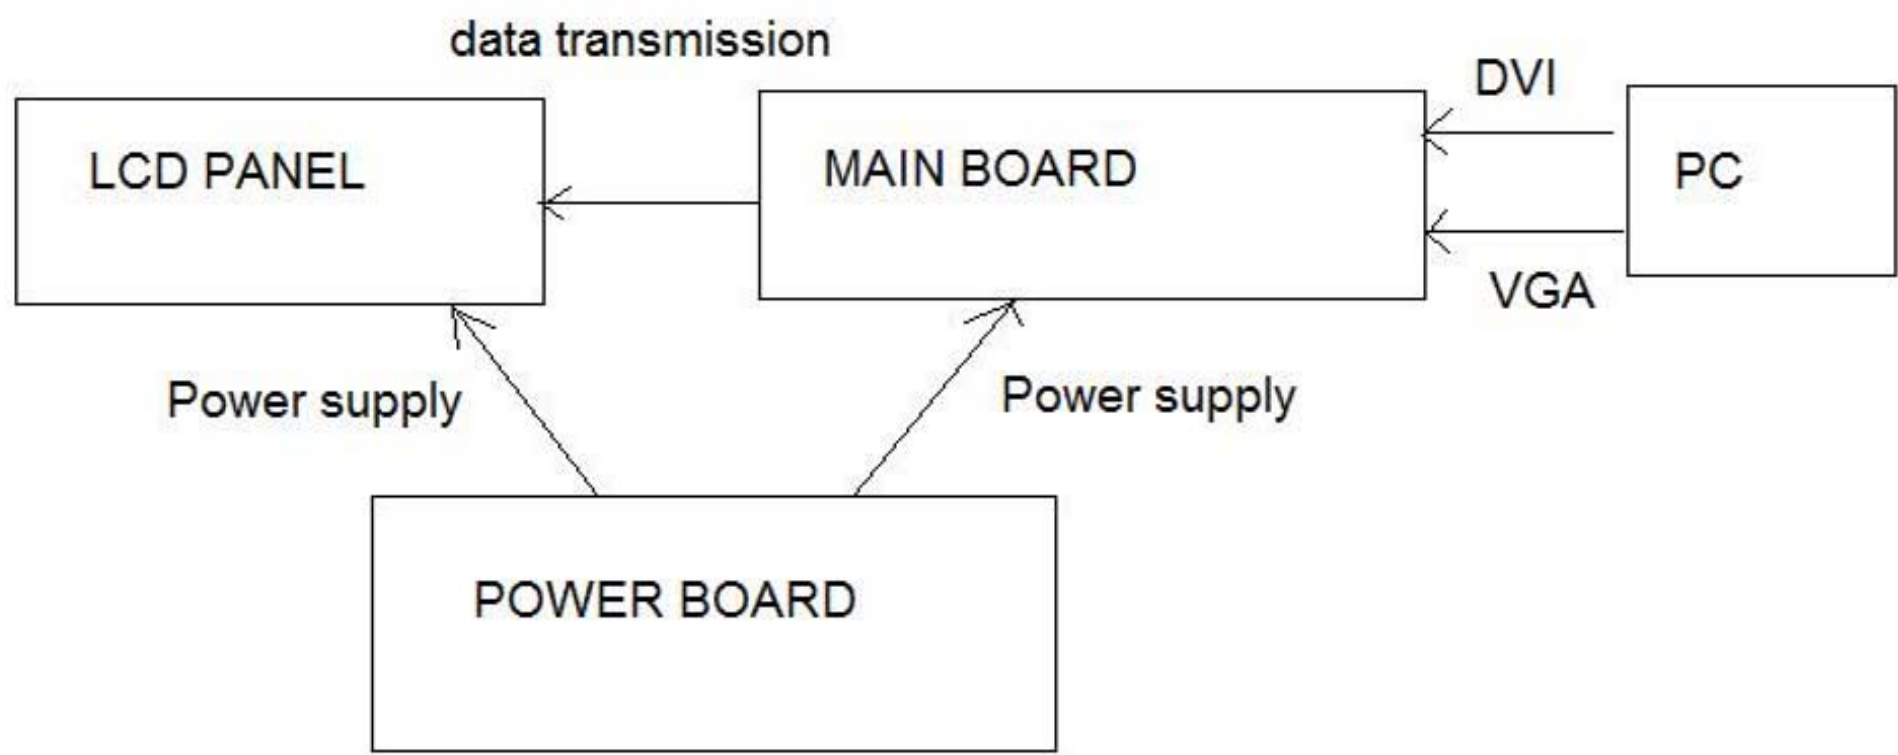 data transmission
DVI
LCD PANEL
MAIN BOARD
PC
VGA
Power supply
Power supply
POWER BOARD